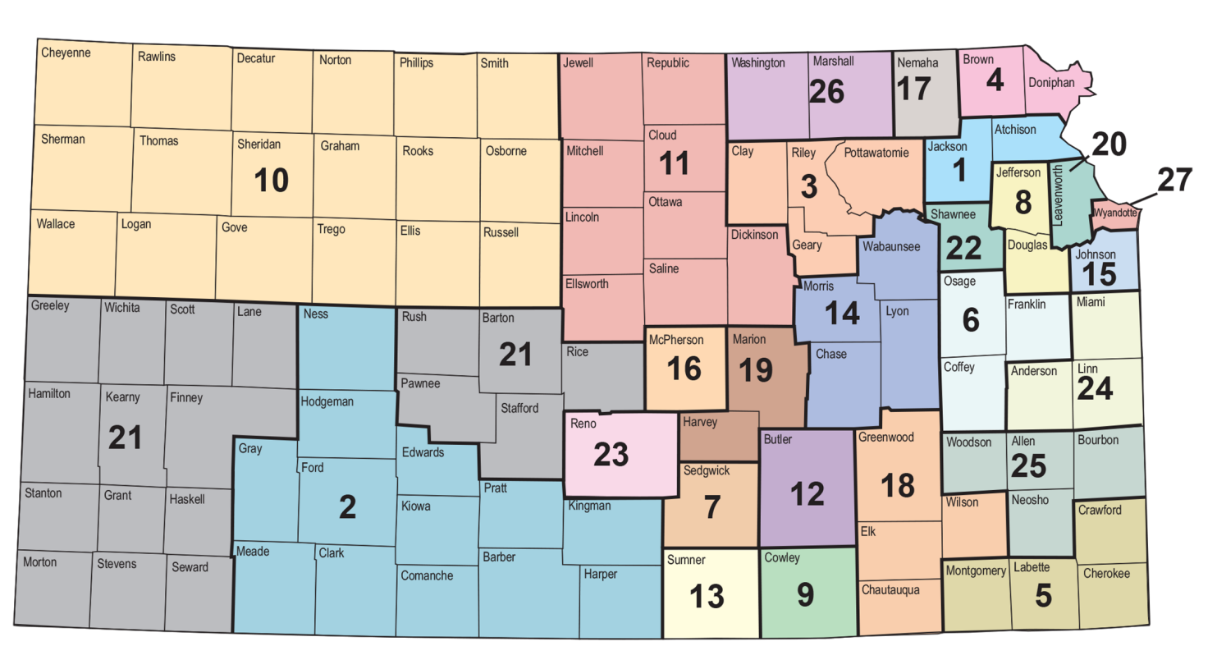 Cheyenne
Rawlins
Decatur
Norton
Phillips
Smith
Jewell
Republic
Washington
Marshall
26
Nemaha
17
Brown
4
Doniphan
Sherman
Thomas
Sheridan
10
Graham
Rooks
Osborne
Mitchell
Cloud
11
Clay
Riley
3
Pottawatomie
Jackson
1
Atchison
20
27
Jefferson
8
Leavenworth
Wyandotte
Wallace
Logan
Gove
Trego
Ellis
Russell
Lincoln
Ottawa
Dickinson
Geary
Wabaunsee
Shawnee
22
Douglas
Johnson
15
Ellsworth
Saline
Morris
14
Lyon
Osage
6
Franklin
Miami
Greeley
Wichita
Scott
Lane
Ness
Rush
Barton
21
Rice
McPherson
16
Marion
19
Chase
Coffey
Anderson
Linn
24
Hamilton
Kearny
21
Finney
Hodgeman
Pawnee
Stafford
Reno
23
Harvey
Butler
12
Greenwood
18
Woodson
Allen
25
Bourbon
Gray
Ford
2
Edwards
Kiowa
Pratt
Kingman
Sedgwick
7
Stanton
Grant
Haskell
Elk
Wilson
Neosho
Crawford
Morton
Stevens
Seward
Meade
Clark
Comanche
Barber
Harper
Sumner
13
Cowley
9
Chautauqua
Montgomery
Labette
5
Cherokee